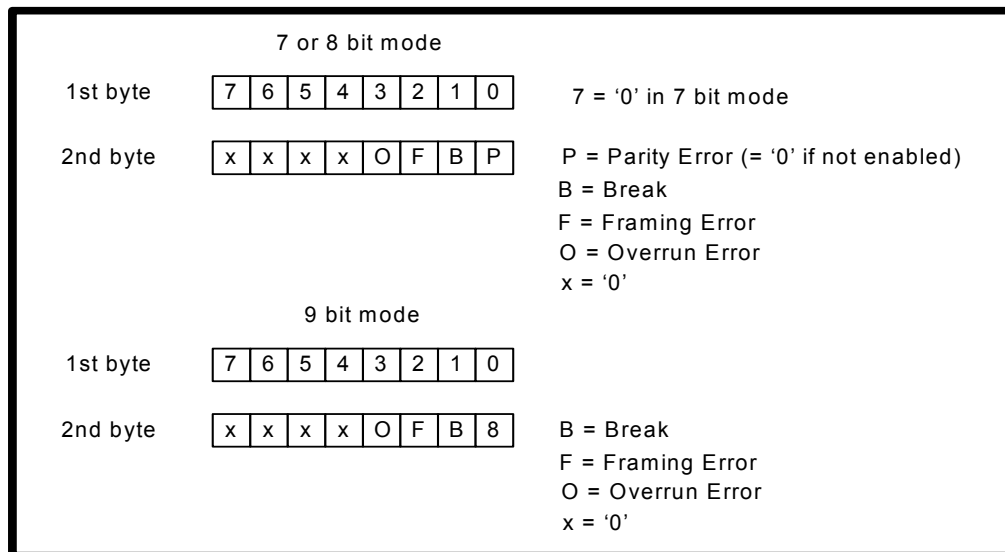 7 or 8 bit mode
1st byte 7 6 5 4 3 2 1 0 7 = ‘0’ in 7 bit mode
2nd byte x x x x O F B P P = Parity Error (= ‘0’ if not enabled)
B = Break
F = Framing Error
O = Overrun Error
x = ‘0’
9 bit mode
1st byte 7 6 5 4 3 2 1 0
2nd byte x x x x O F B 8 B = Break
F = Framing Error
O = Overrun Error
x = ‘0’